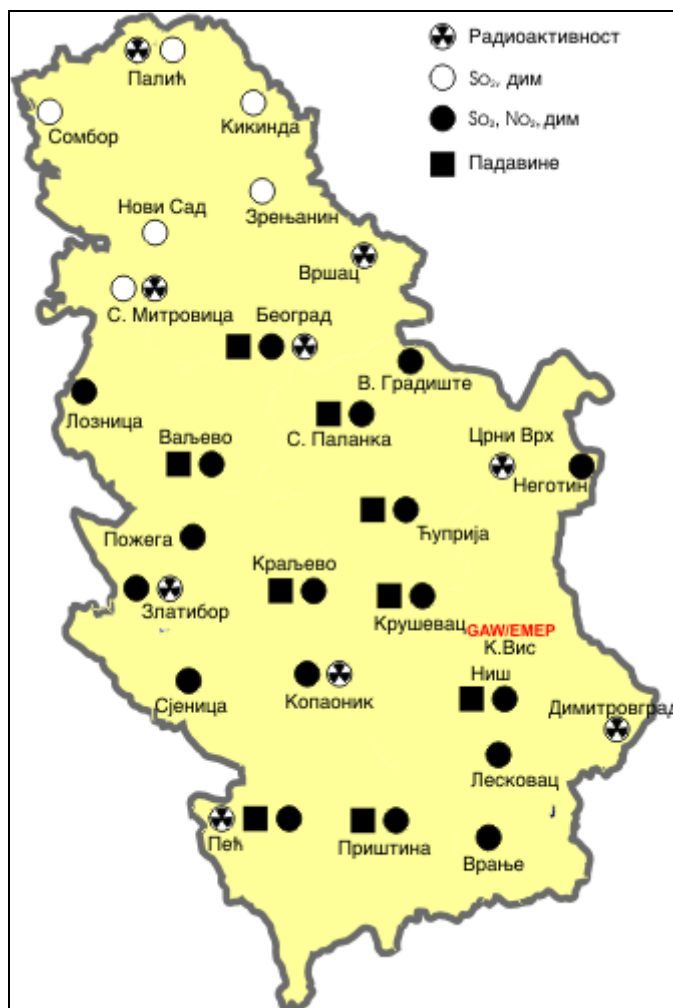 Радиоактивност
So₂, дим
So₂, No₂, дим
Падавине
Палић
Сомбор
Кикинда
Нови Сад
Зрењанин
Вршац
С. Митровица
Београд
В. Градиште
Лозница
Ваљево
С. Паланка
Црни Врх
Неготин
Ћуприја
Пожега
Краљево
Златибор
Крушевац
GAW/EMEP
К.Вис
Ниш
Сјеница
Копаоник
Димитровград
Лесковац
Пећ
Приштина
Врање